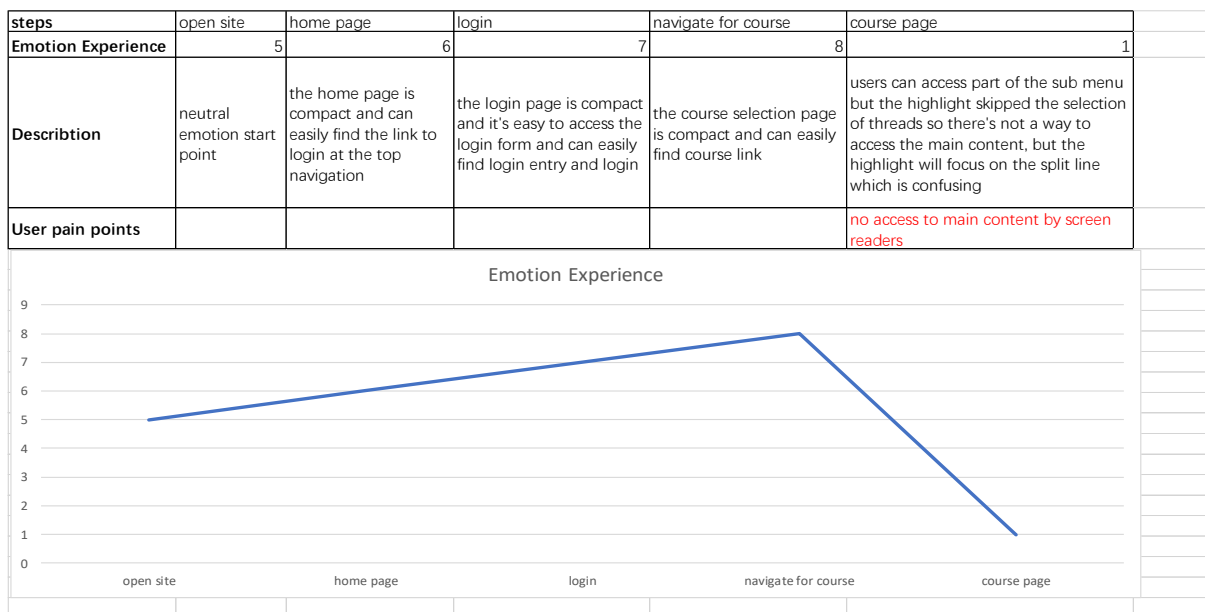 steps open site home page login navigate for course course page
Emotion Experience 5 6 7 8 1
Describtion
neutral
emotion start
point
the home page is
compact and can
easily find the link to
login at the top
navigation
the login page is compact
and it's easy to access the
login form and can easily
find login entry and login
the course selection page
is compact and can easily
find course link
users can access part of the sub menu
but the highlight skipped the selection
of threads so there's not a way to
access the main content, but the
highlight will focus on the split line
which is confusing
User pain points
no access to main content by screen
readers
Emotion Experience
9
8
7
6
5
4
3
2
1
0
open site home page login navigate for course course page